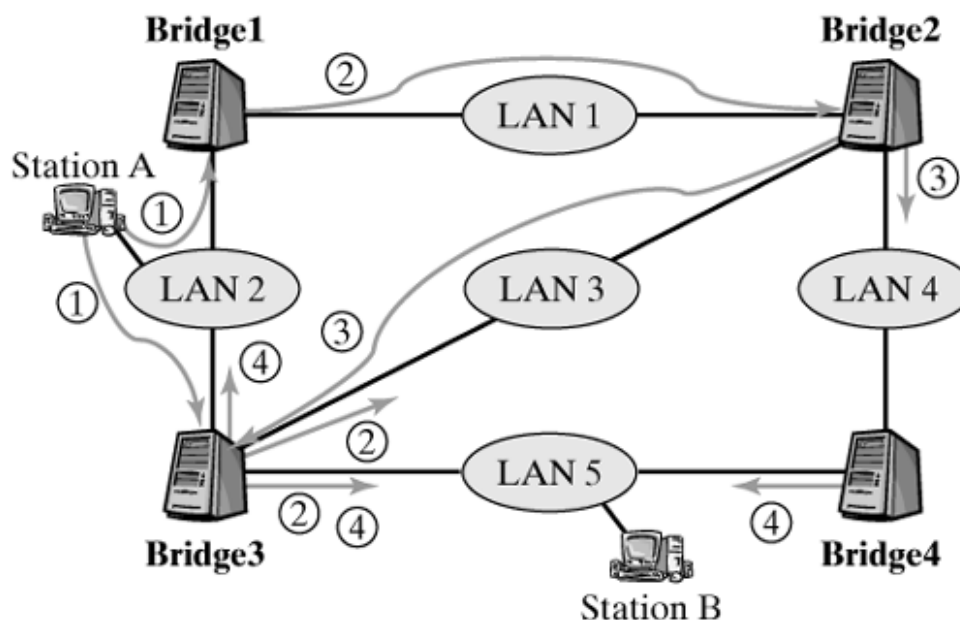 Bridge1
Bridge2
②
LAN 1
Station A
③
①
LAN 2
LAN 3
LAN 4
①
③
④
②
LAN 5
② ④
④
Bridge3
Bridge4
Station B